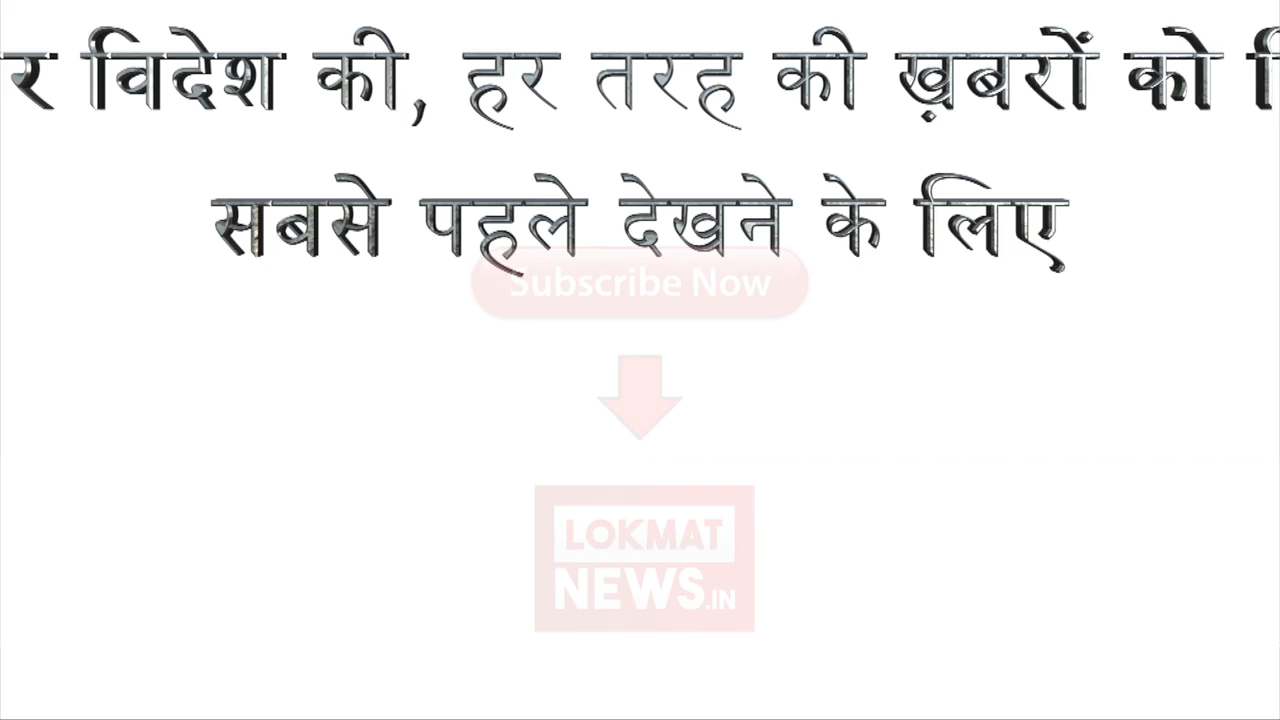 विदेश की, हर तरह की ख़बरों को
सबसे पहले देखने के लिए
Subscribe Now
LOKMAT
NEWS.IN